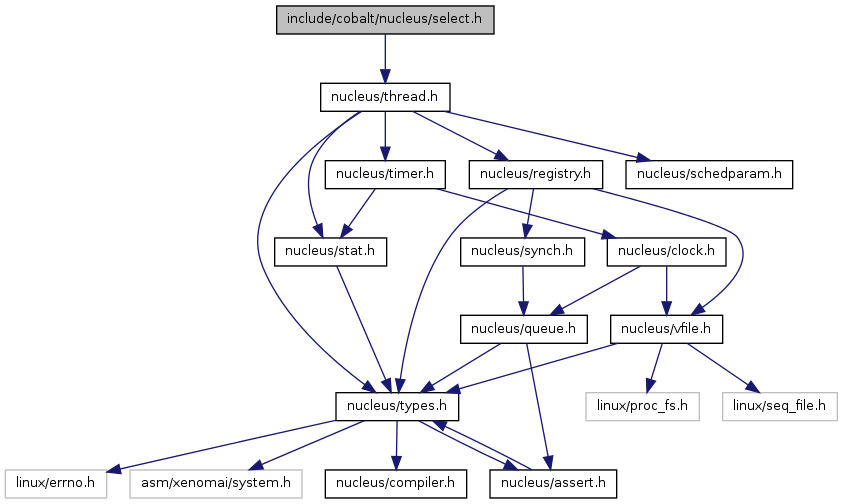 include/cobalt/nucleus/select.h
nucleus/thread.h
nucleus/timer.h
nucleus/registry.h
nucleus/schedparam.h
nucleus/stat.h
nucleus/synch.h
nucleus/clock.h
nucleus/queue.h
nucleus/vfile.h
nucleus/types.h
linux/proc_fs.h
linux/seq_file.h
linux/errno.h
asm/xenomai/system.h
nucleus/compiler.h
nucleus/assert.h